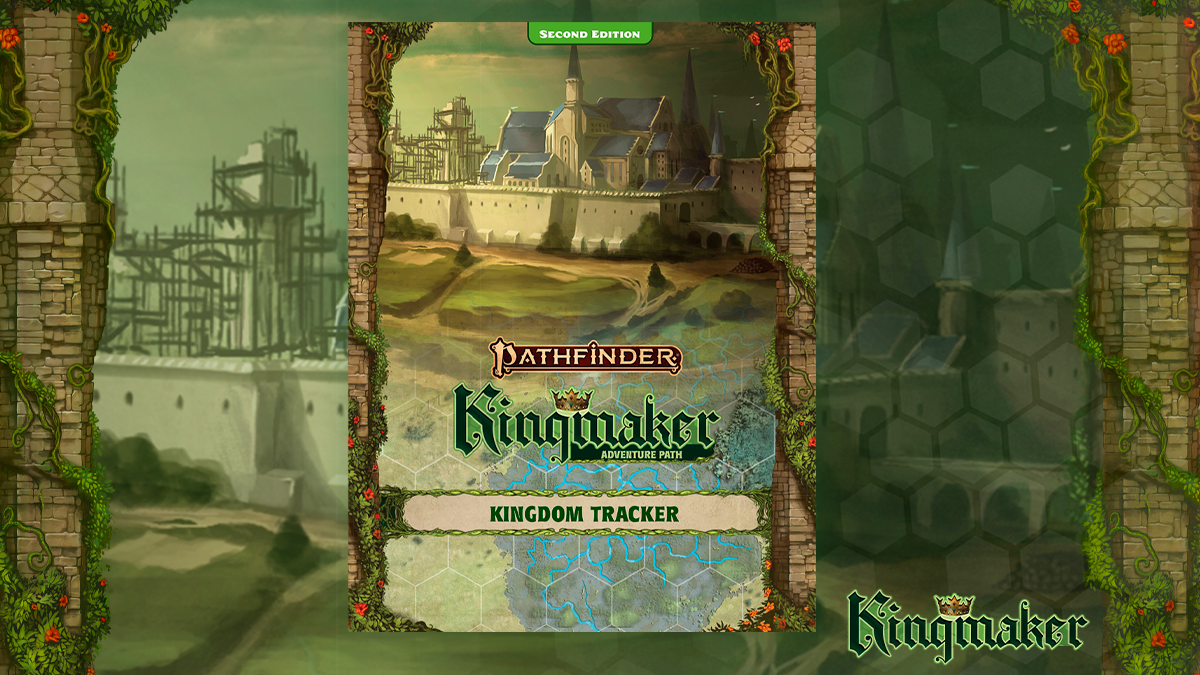 SECOND EDITION
PATHFINDER
Kingmaker
ADVENTURE PATH
KINGDOM TRACKER
Kingmaker